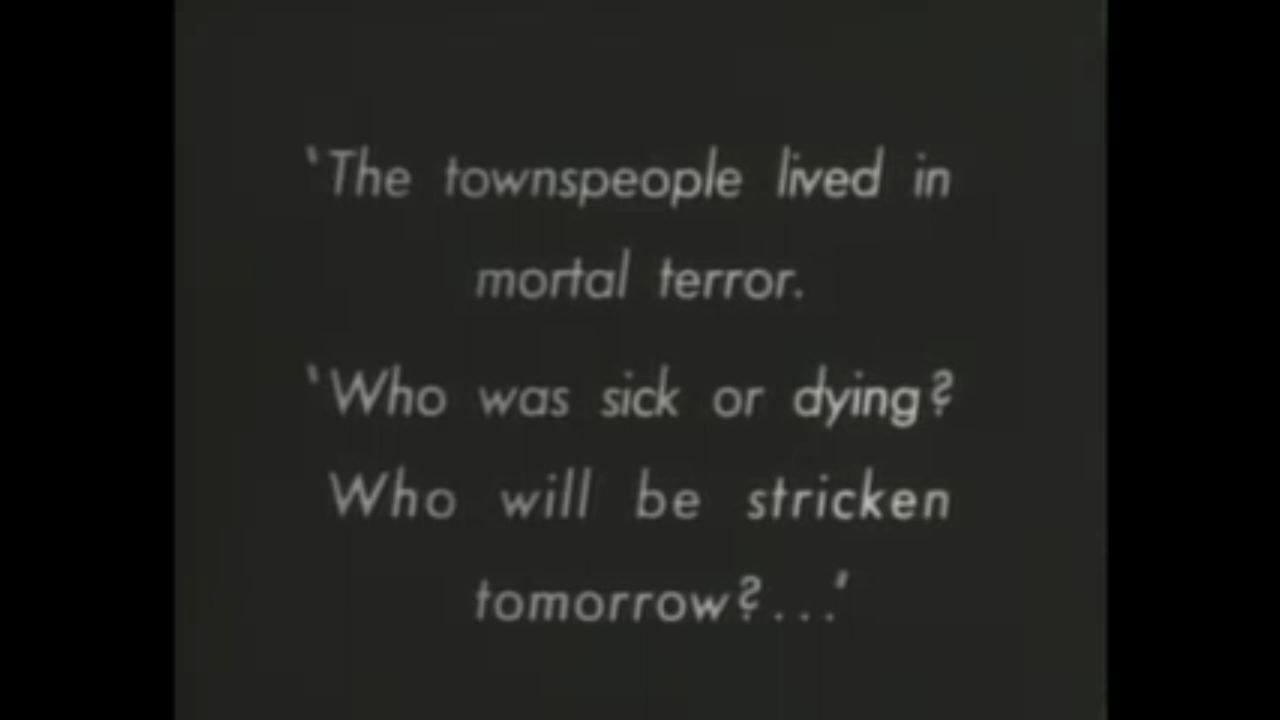 'The townspeople lived in
mortal terror.
'Who was sick or dying?
Who will be stricken
tomorrow?...'